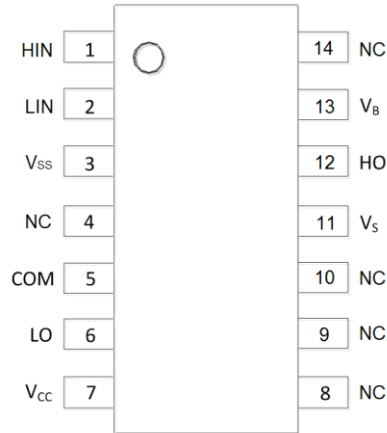 HIN 1 14 NC
LIN 2 13 VB
VSS 3 12 HO
NC 4 11 VS
COM 5 10 NC
LO 6 9 NC
VCC 7 8 NC